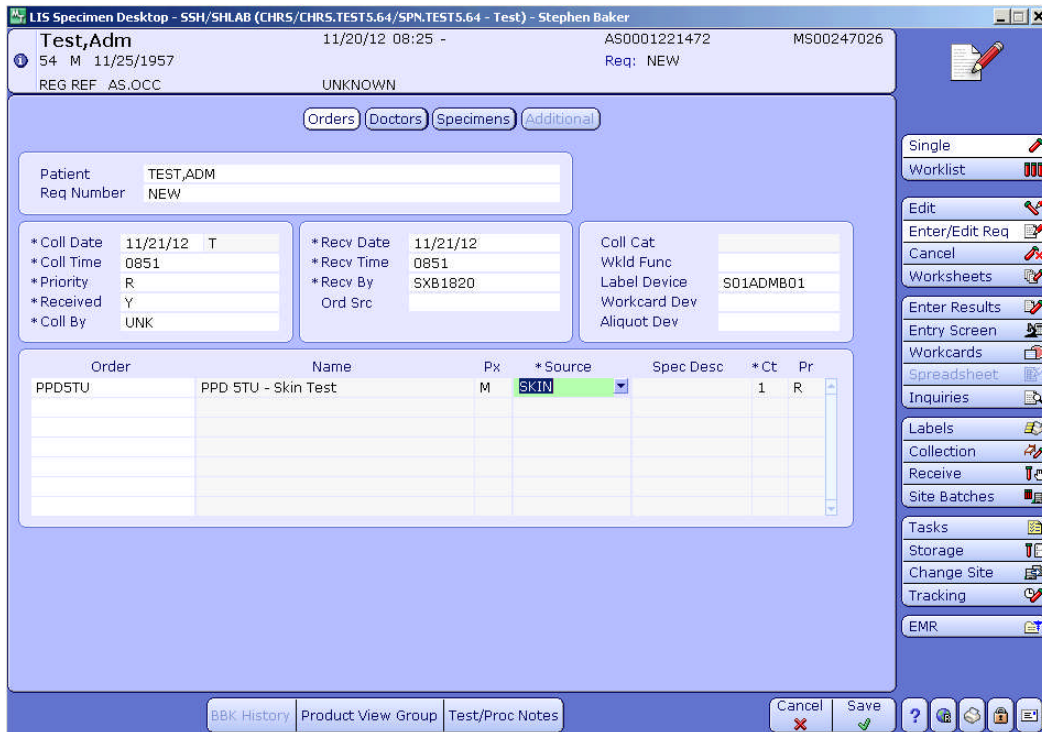 LIS Specimen Desktop - SSH/SHLAB (CHRS/CHRS.TEST5.64/SPN.TEST5.64 - Test) - Stephen Baker
Test,Adm 11/20/12 08:25 - AS0001221472 MS00247026
54 M 11/25/1957 Req: NEW
REG REF AS.OCC UNKNOWN
Orders Doctors Specimens Additional
Patient TEST,ADM
Req Number NEW
*Coll Date 11/21/12 T
*Coll Time 0851
*Priority R
*Received Y
*Coll By UNK
*Recv Date 11/21/12
*Recv Time 0851
*Recv By SXB1820
Ord Src
Coll Cat
Wkld Func
Label Device S01ADMB01
Workcard Dev
Aliquot Dev
Order Name Px *Source Spec Desc *Ct Pr
PPD5TU PPD 5TU - Skin Test M SKIN 1 R
BBK History Product View Group Test/Proc Notes
Cancel Save
?
Single
Worklist
Edit
Enter/Edit Req
Cancel
Worksheets
Enter Results
Entry Screen
Workcards
Spreadsheet
Inquiries
Labels
Collection
Receive
Site Batches
Tasks
Storage
Change Site
Tracking
EMR